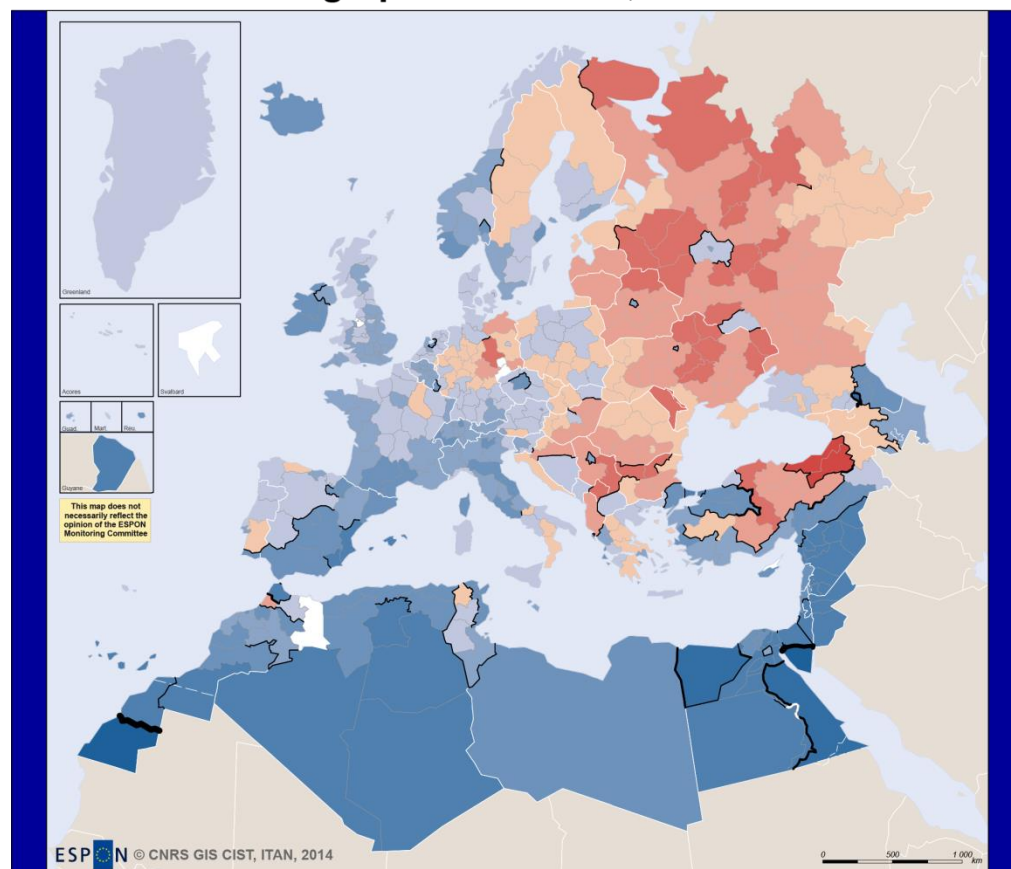 Greenland
Acores
Svalbard
Guad.
Mart.
Reu.
Guyane
This map does not
necessarily reflect the
opinion of the ESPON
Monitoring Committee
ESPON © CNRS GIS CIST, ITAN, 2014
0 500 1 000
km